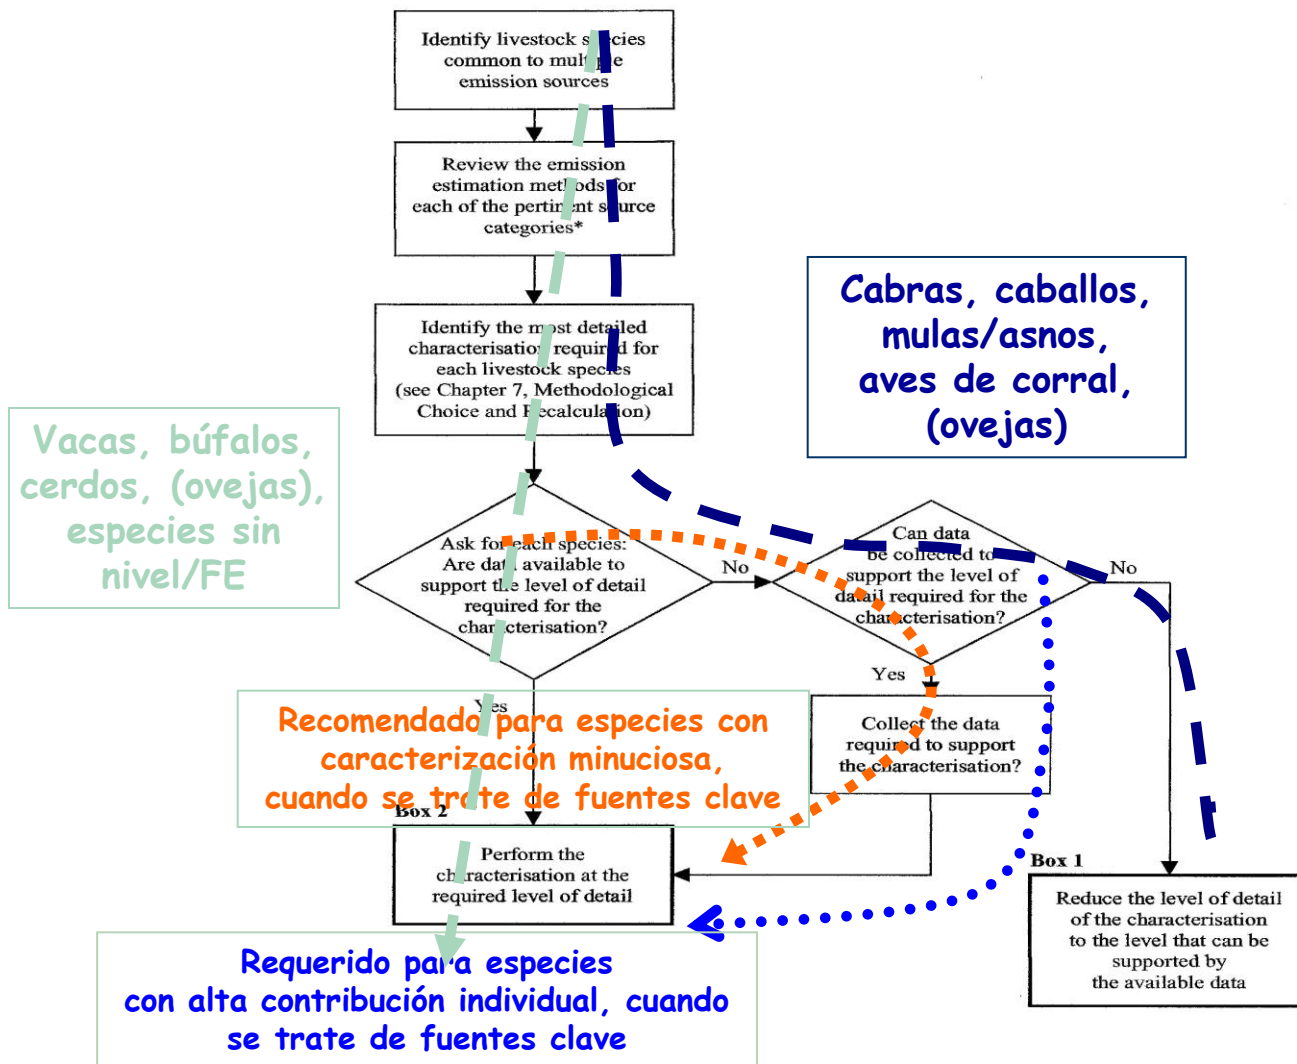 Identify livestock species
common to multiple
emission sources
Review the emission
estimation methods for
each of the pertinent source
categories*
Identify the most detailed
characterisation required for
each livestock species
(see Chapter 7, Methodological
Choice and Recalculation)
Cabras, caballos,
mulas/asnos,
aves de corral,
(ovejas)
Vacas, búfalos,
cerdos, (ovejas),
especies sin
nivel/FE
Ask for each species:
Are data available to
support the level of detail
required for the
characterisation?
No
Can data
be collected to
support the level of
datail required for the
characterisation?
No
Yes
Yes
Recomendado para especies con
caracterización minuciosa,
cuando se trate de fuentes clave
Collect the data
required to support
the characterisation?
Box 2
Perform the
characterisation at the
required level of detail
Box 1
Reduce the level of detail
of the characterisation
to the level that can be
supported by
the available data
Requerido para especies
con alta contribución individual, cuando
se trate de fuentes clave